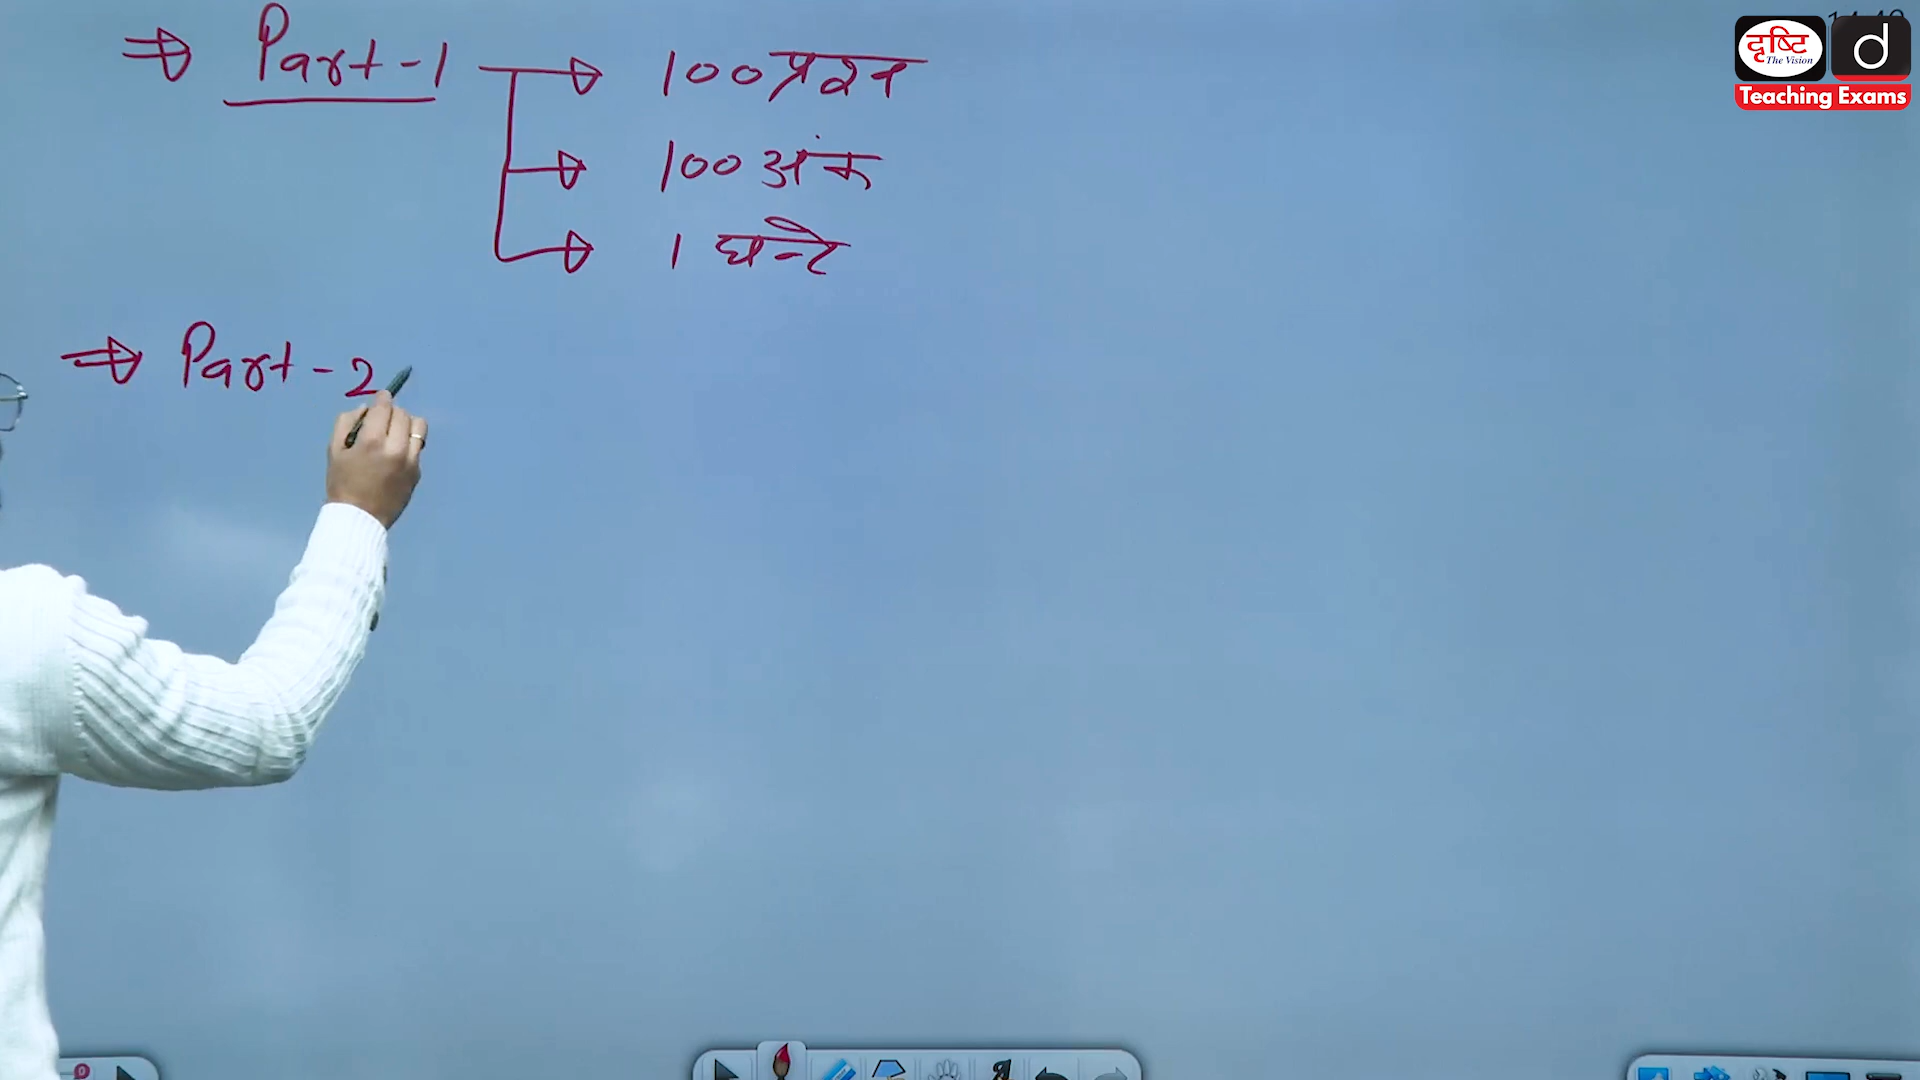 ⇒ Part-1 → 100 प्रश्न
→ 100 अंक
→ 1 घन्टे
⇒ Part-2
दृष्टि
The Vision
d
Teaching Exams